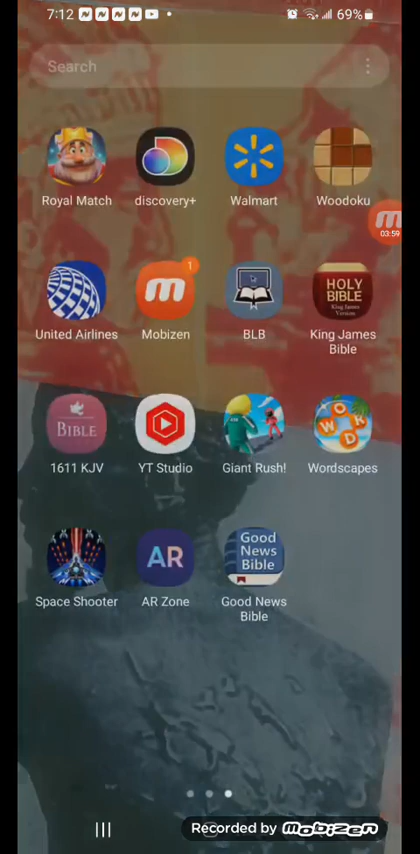 7:12
69%
Search
Royal Match
discovery+
Walmart
Woodoku
03:59
1
United Airlines
Mobizen
BLB
HOLY
BIBLE
King James
Version
King James
Bible
BIBLE
1611 KJV
YT Studio
Giant Rush!
WORD
Wordscapes
Space Shooter
AR
AR Zone
Good
News
Bible
Good News
Bible
Recorded by mobizen